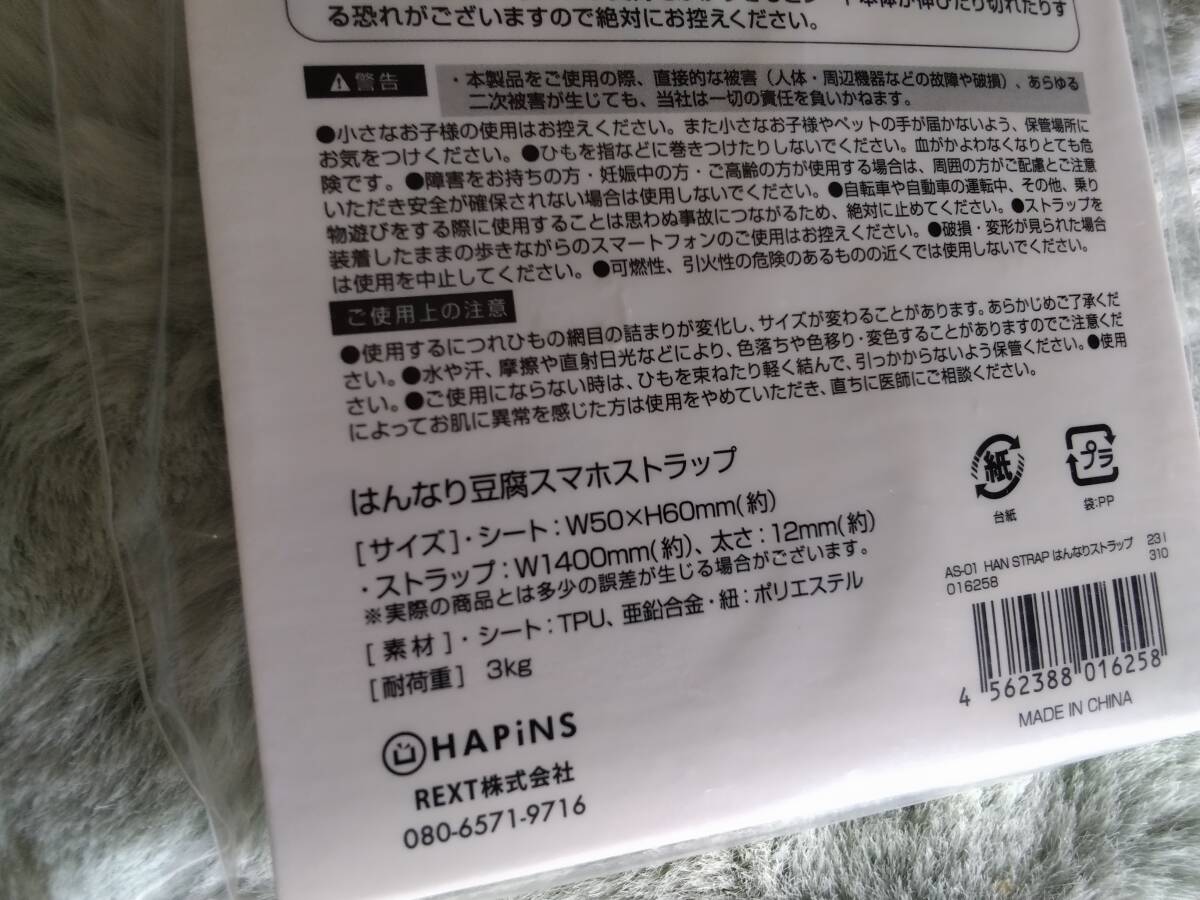 る恐れがございますので絶対にお控えください。
警告
・本製品をご使用の際、直接的な被害（人体・周辺機器などの故障や破損）、あらゆる
二次被害が生じても、当社は一切の責任を負いかねます。
●小さなお子様の使用はお控えください。また小さなお子様やペットの手が届かないよう、保管場所に
お気をつけください。●ひもを指などに巻きつけたりしないでください。血がかよわなくなりとても危
険です。●障害をお持ちの方・妊娠中の方・ご高齢の方が使用する場合は、周囲の方がご配慮とご注意
いただき安全が確保されない場合は使用しないでください。●自転車や自動車の運転中、その他、乗り
物遊びをする際に使用することは思わぬ事故につながるため、絶対に止めてください。●ストラップを
装着したままの歩きながらのスマートフォンのご使用はお控えください。●破損・変形が見られた場合
は使用を中止してください。●可燃性、引火性の危険のあるものの近くでは使用しないでください。
ご使用上の注意
●使用するにつれひもの網目の詰まりが変化し、サイズが変わることがあります。あらかじめご了承くだ
さい。●水や汗、摩擦や直射日光などにより、色落ちや色移り・変色することがありますのでご注意くだ
さい。●ご使用にならない時は、ひもを束ねたり軽く結んで、引っかからないよう保管ください。●使用
によってお肌に異常を感じた方は使用をやめていただき、直ちに医師にご相談ください。
はんなり豆腐スマホストラップ
[サイズ]・シート：W50×H60mm(約)
・ストラップ：W1400mm(約)、太さ：12mm(約)
※実際の商品とは多少の誤差が生じる場合がございます。
[素材]・シート：TPU、亜鉛合金・紐：ポリエステル
[耐荷重] 3kg
HAPiNS
REXT株式会社
080-6571-9716
紙
台紙
プラ
袋:PP
AS-01 HAN STRAP はんなりストラップ 231
016258 310
4 562388 016258
MADE IN CHINA